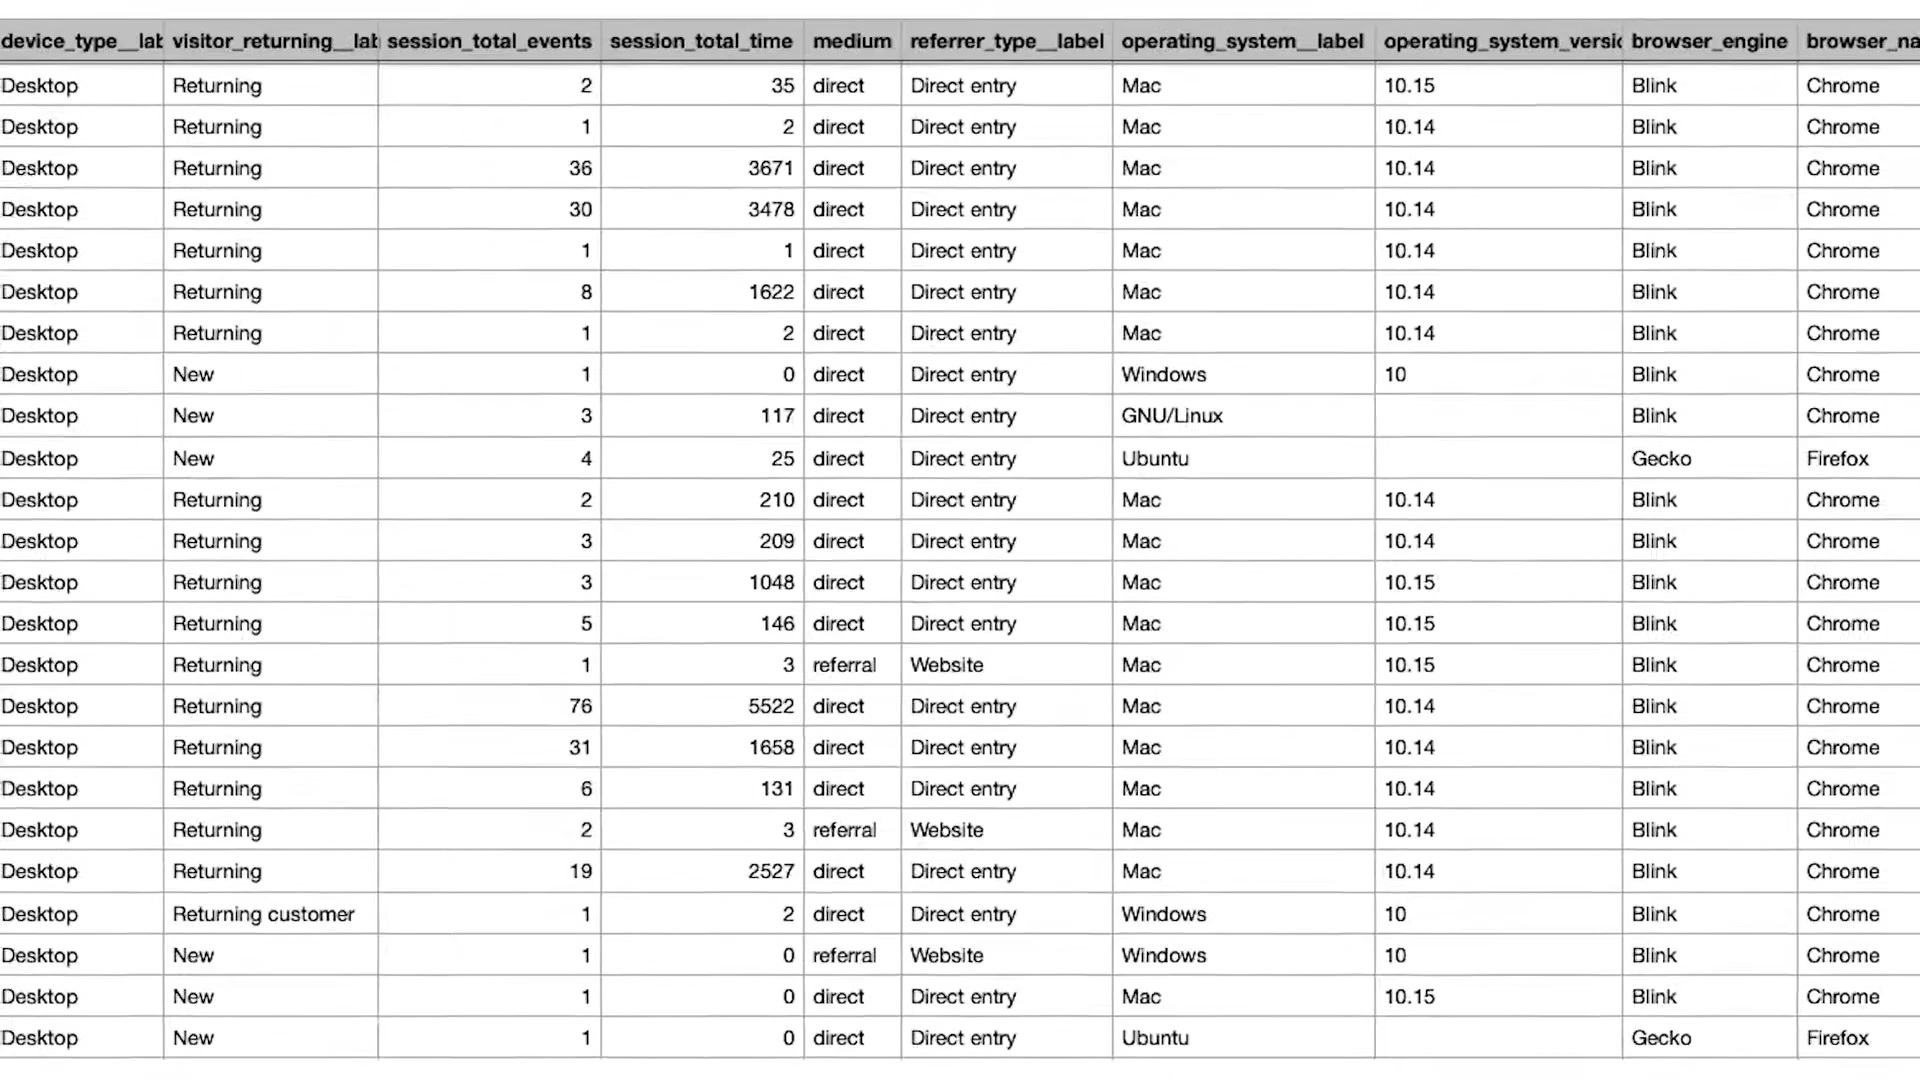 device_type__lab visitor_returning__lab session_total_events session_total_time medium referrer_type__label operating_system__label operating_system_versic browser_engine browser_na
Desktop Returning 2 35 direct Direct entry Mac 10.15 Blink Chrome
Desktop Returning 1 2 direct Direct entry Mac 10.14 Blink Chrome
Desktop Returning 36 3671 direct Direct entry Mac 10.14 Blink Chrome
Desktop Returning 30 3478 direct Direct entry Mac 10.14 Blink Chrome
Desktop Returning 1 1 direct Direct entry Mac 10.14 Blink Chrome
Desktop Returning 8 1622 direct Direct entry Mac 10.14 Blink Chrome
Desktop Returning 1 2 direct Direct entry Mac 10.14 Blink Chrome
Desktop New 1 0 direct Direct entry Windows 10 Blink Chrome
Desktop New 3 117 direct Direct entry GNU/Linux Blink Chrome
Desktop New 4 25 direct Direct entry Ubuntu Gecko Firefox
Desktop Returning 2 210 direct Direct entry Mac 10.14 Blink Chrome
Desktop Returning 3 209 direct Direct entry Mac 10.14 Blink Chrome
Desktop Returning 3 1048 direct Direct entry Mac 10.15 Blink Chrome
Desktop Returning 5 146 direct Direct entry Mac 10.15 Blink Chrome
Desktop Returning 1 3 referral Website Mac 10.15 Blink Chrome
Desktop Returning 76 5522 direct Direct entry Mac 10.14 Blink Chrome
Desktop Returning 31 1658 direct Direct entry Mac 10.14 Blink Chrome
Desktop Returning 6 131 direct Direct entry Mac 10.14 Blink Chrome
Desktop Returning 2 3 referral Website Mac 10.14 Blink Chrome
Desktop Returning 19 2527 direct Direct entry Mac 10.14 Blink Chrome
Desktop Returning customer 1 2 direct Direct entry Windows 10 Blink Chrome
Desktop New 1 0 referral Website Windows 10 Blink Chrome
Desktop New 1 0 direct Direct entry Mac 10.15 Blink Chrome
Desktop New 1 0 direct Direct entry Ubuntu Gecko Firefox